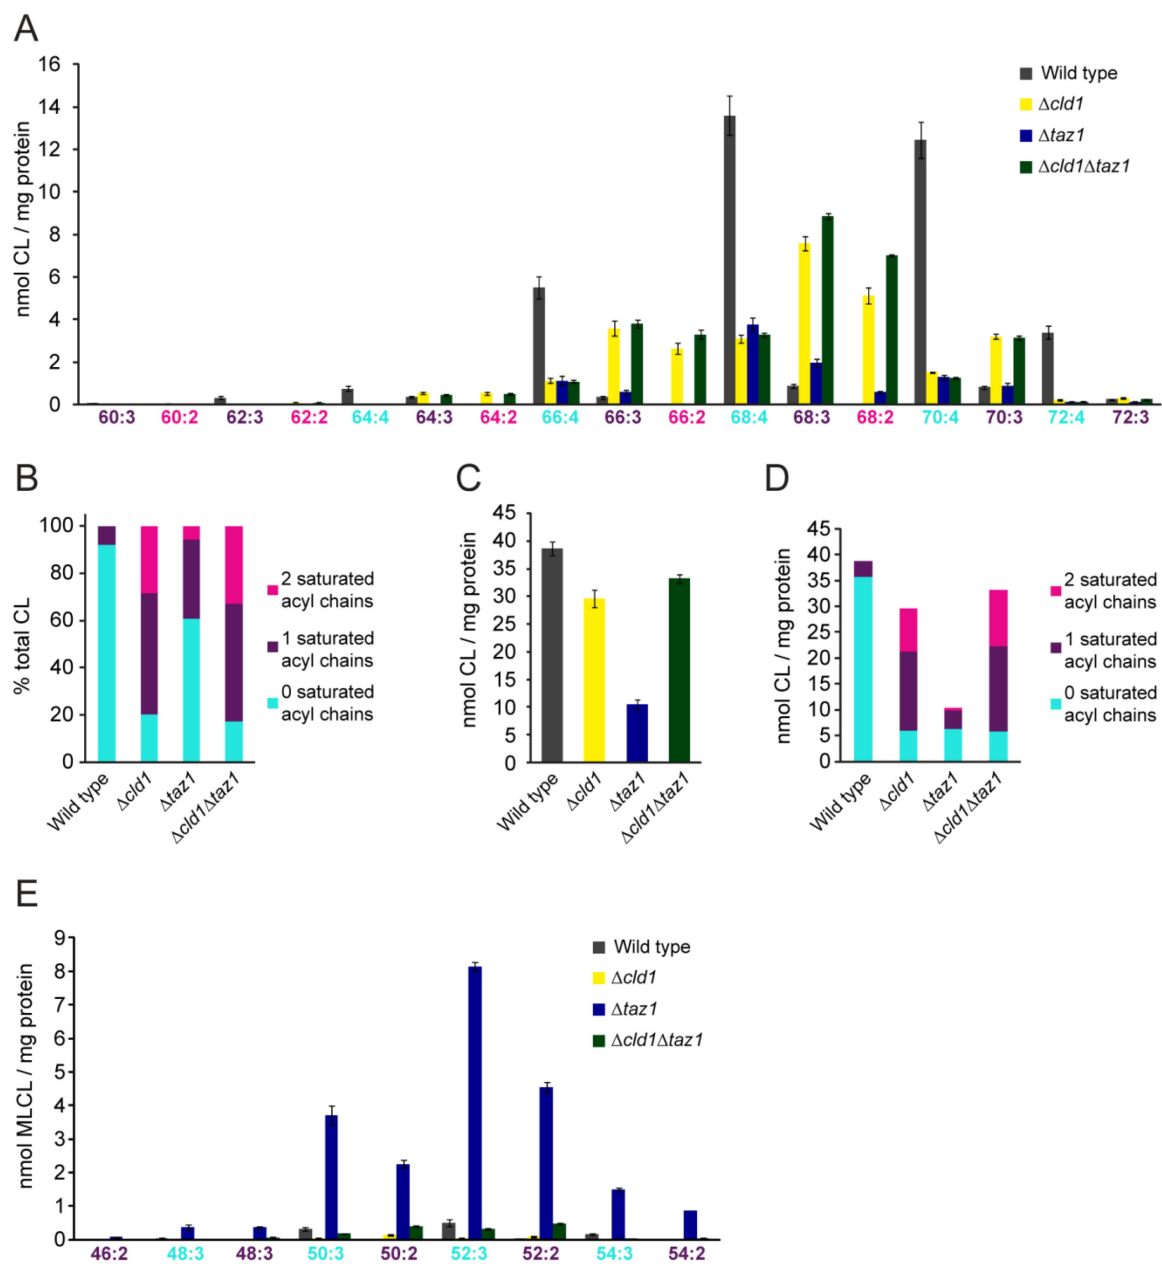 A
nmol CL / mg protein
16
14
12
10
8
6
4
2
0
Wild type
Δcld1
Δtaz1
Δcld1Δtaz1
60:3 60:2 62:3 62:2 64:4 64:3 64:2 66:4 66:3 66:2 68:4 68:3 68:2 70:4 70:3 72:4 72:3
B
% total CL
100
80
60
40
20
0
2 saturated
acyl chains
1 saturated
acyl chains
0 saturated
acyl chains
Wild type
Δcld1
Δtaz1
Δcld1Δtaz1
C
nmol CL / mg protein
45
40
35
30
25
20
15
10
5
0
Wild type
Δcld1
Δtaz1
Δcld1Δtaz1
D
nmol CL / mg protein
45
40
35
30
25
20
15
10
5
0
2 saturated
acyl chains
1 saturated
acyl chains
0 saturated
acyl chains
Wild type
Δcld1
Δtaz1
Δcld1Δtaz1
E
nmol MLCL / mg protein
9
8
7
6
5
4
3
2
1
0
Wild type
Δcld1
Δtaz1
Δcld1Δtaz1
46:2 48:3 48:3 50:3 50:2 52:3 52:2 54:3 54:2